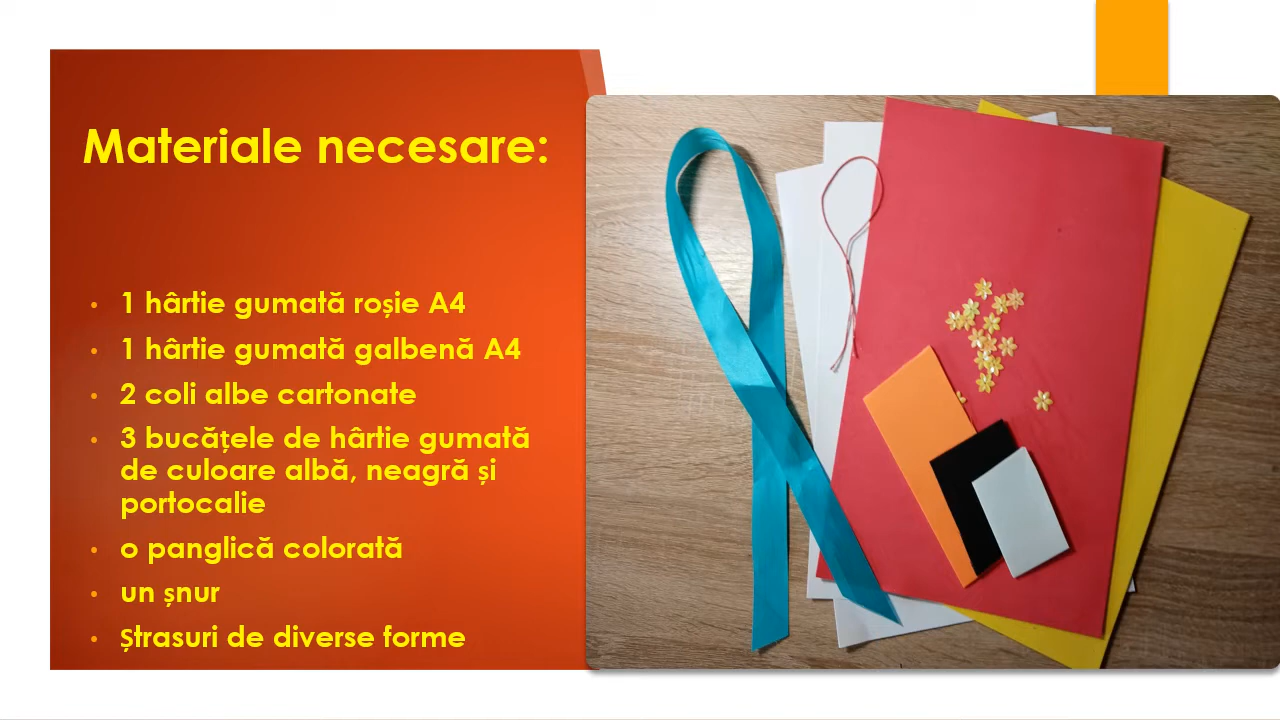 Materiale necesare:
• 1 hârtie gumată roșie A4
• 1 hârtie gumată galbenă A4
• 2 coli albe cartonate
• 3 bucățele de hârtie gumată
de culoare albă, neagră și
portocalie
• o panglică colorată
• un șnur
• Ștrasuri de diverse forme